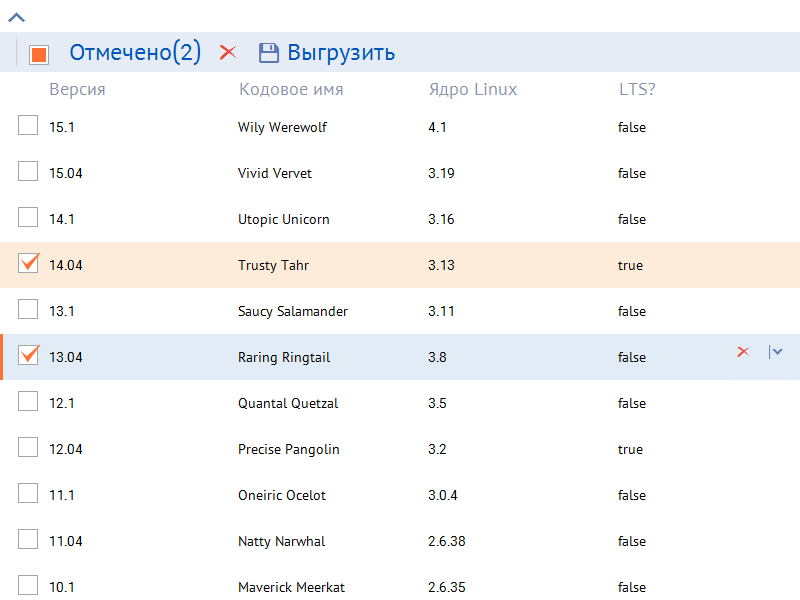 Отмечено(2) Выгрузить
Версия Кодовое имя Ядро Linux LTS?
15.1 Wily Werewolf 4.1 false
15.04 Vivid Vervet 3.19 false
14.1 Utopic Unicorn 3.16 false
14.04 Trusty Tahr 3.13 true
13.1 Saucy Salamander 3.11 false
13.04 Raring Ringtail 3.8 false
12.1 Quantal Quetzal 3.5 false
12.04 Precise Pangolin 3.2 true
11.1 Oneiric Ocelot 3.0.4 false
11.04 Natty Narwhal 2.6.38 false
10.1 Maverick Meerkat 2.6.35 false